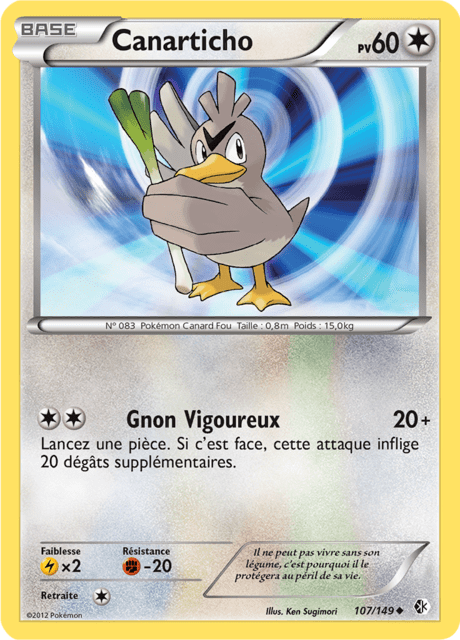 BASE
Canarticho
PV60
N° 083 Pokémon Canard Fou Taille : 0,8m Poids : 15,0kg
Gnon Vigoureux 20+
Lancez une pièce. Si c'est face, cette attaque inflige
20 dégâts supplémentaires.
Faiblesse
×2
Résistance
-20
Retraite
Il ne peut pas vivre sans son
légume, c'est pourquoi il le
protégera au péril de sa vie.
©2012 Pokémon
Illus. Ken Sugimori
107/149